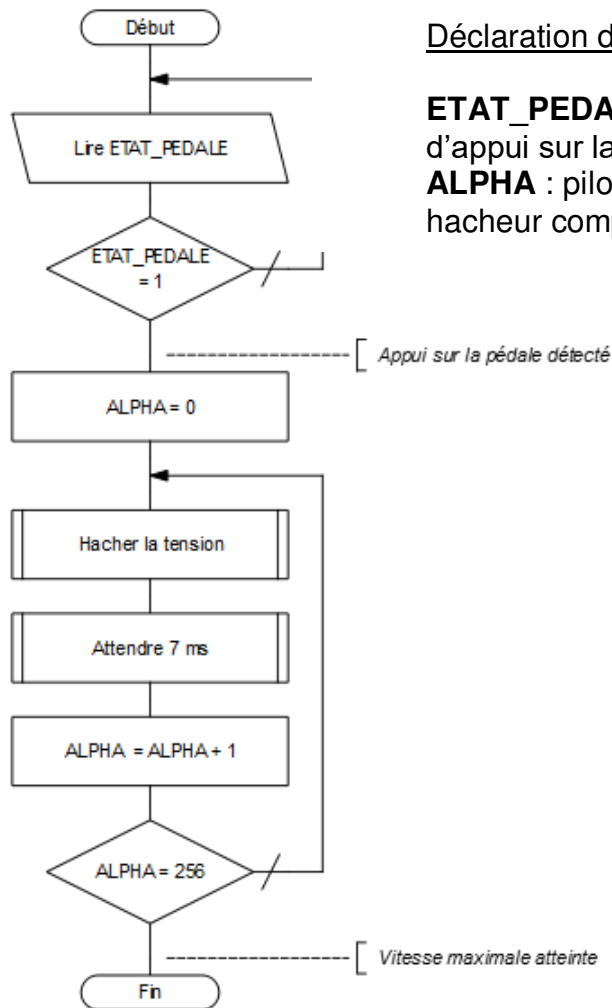 Début
Déclaration d
Lire ETAT_PEDALE
ETAT_PEDA
d'appui sur la
ALPHA : pilo
hacheur comp
ETAT_PEDALE
= 1
Appui sur la pédale détecté
ALPHA = 0
Hacher la tension
Attendre 7 ms
ALPHA = ALPHA + 1
ALPHA = 256
Vitesse maximale atteinte
Fin